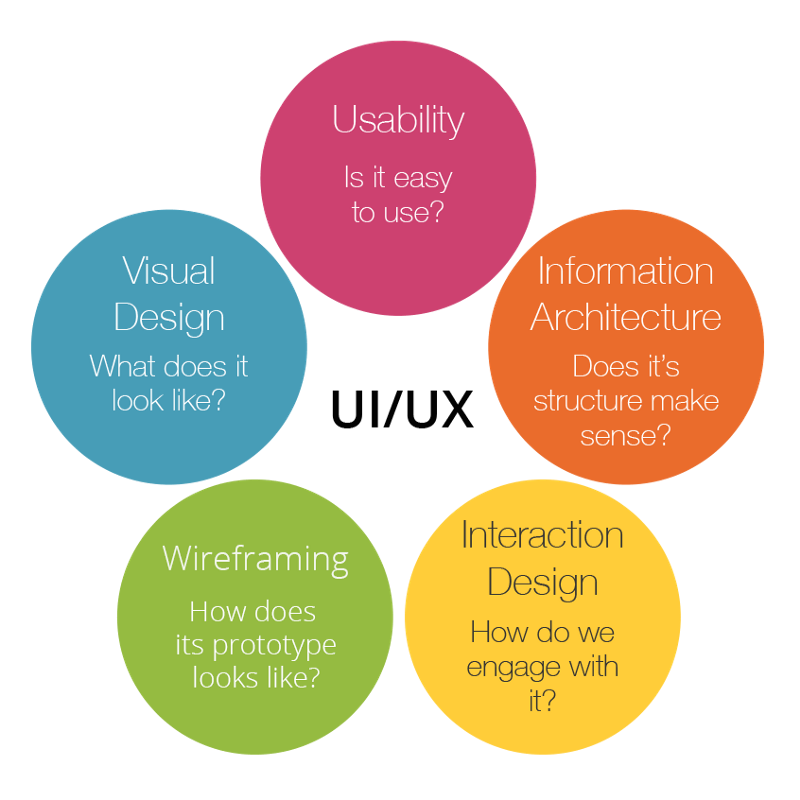 Usability
Is it easy
to use?
Visual
Design
What does it
look like?
Information
Architecture
Does it's
structure make
sense?
UI/UX
Wireframing
How does
its prototype
looks like?
Interaction
Design
How do we
engage with
it?